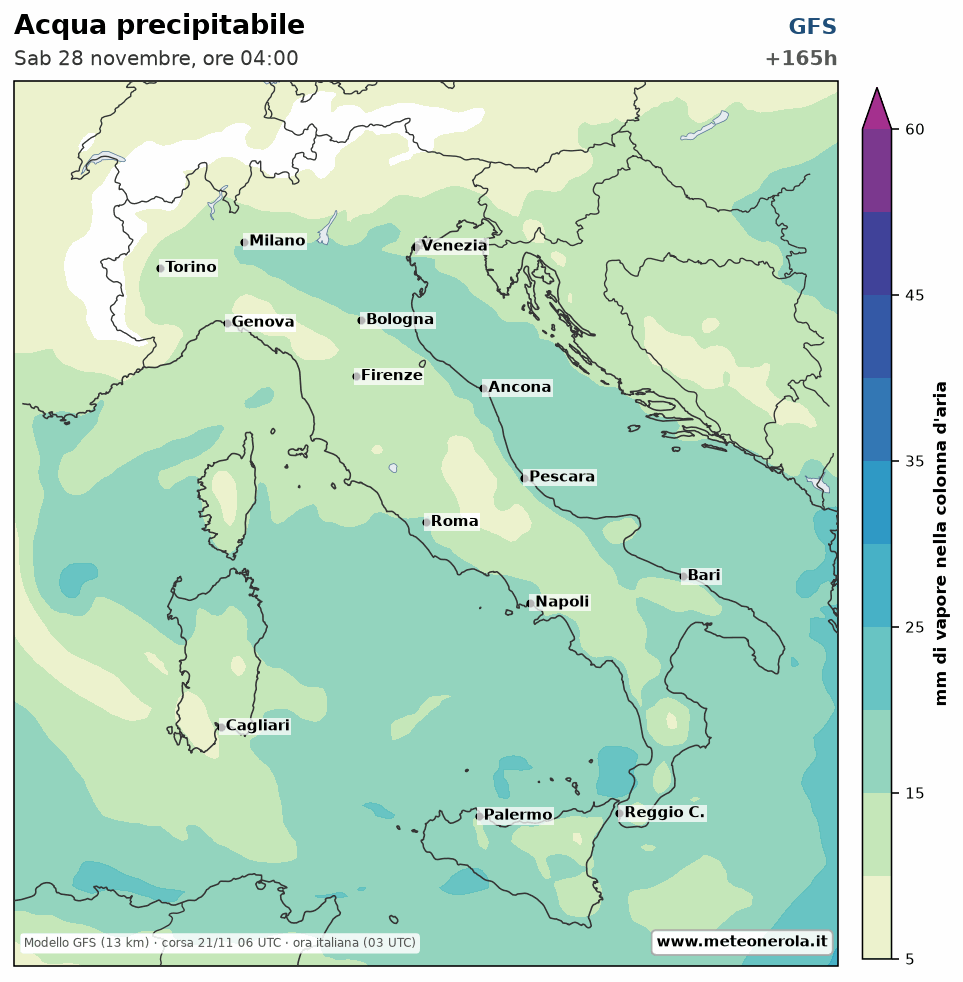 Acqua precipitabile
GFS
Sab 28 novembre, ore 04:00
+165h
Milano
Venezia
Torino
Genova
Bologna
Firenze
Ancona
Pescara
Roma
Bari
Napoli
Cagliari
Palermo
Reggio C.
60
45
35
25
15
5
mm di vapore nella colonna d'aria
Modello GFS (13 km) · corsa 21/11 06 UTC · ora italiana (03 UTC)
www.meteonerola.it